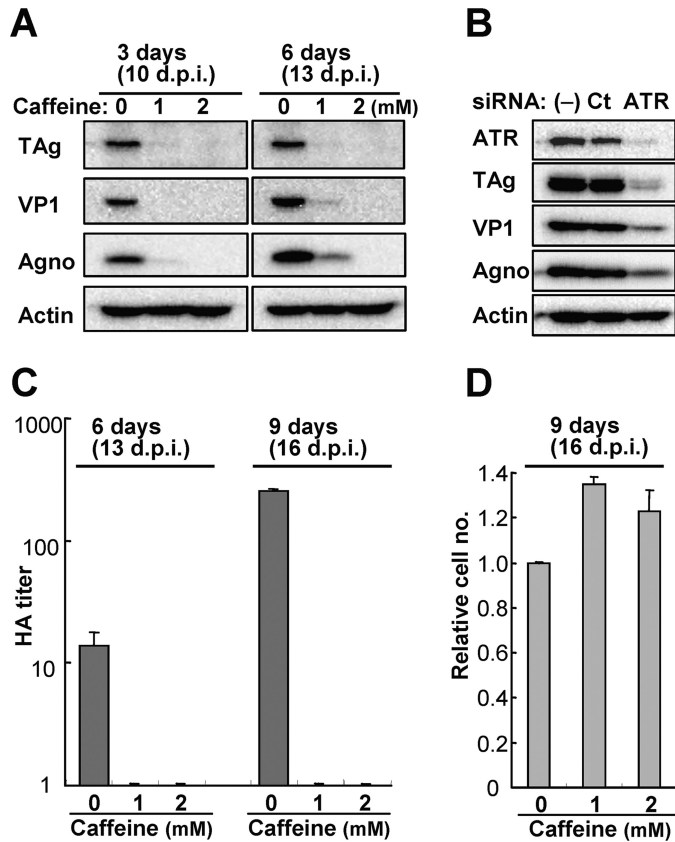 A
3 days
(10 d.p.i.)
6 days
(13 d.p.i.)
Caffeine: 0 1 2 0 1 2 (mM)
TAg
VP1
Agno
Actin
B
siRNA: (–) Ct ATR
ATR
TAg
VP1
Agno
Actin
C
6 days
(13 d.p.i.)
9 days
(16 d.p.i.)
HA titer
1000
100
10
1
0 1 2 0 1 2
Caffeine (mM) Caffeine (mM)
D
9 days
(16 d.p.i.)
Relative cell no.
1.4
1.2
1.0
0.8
0.6
0.4
0.2
0
0 1 2
Caffeine (mM)